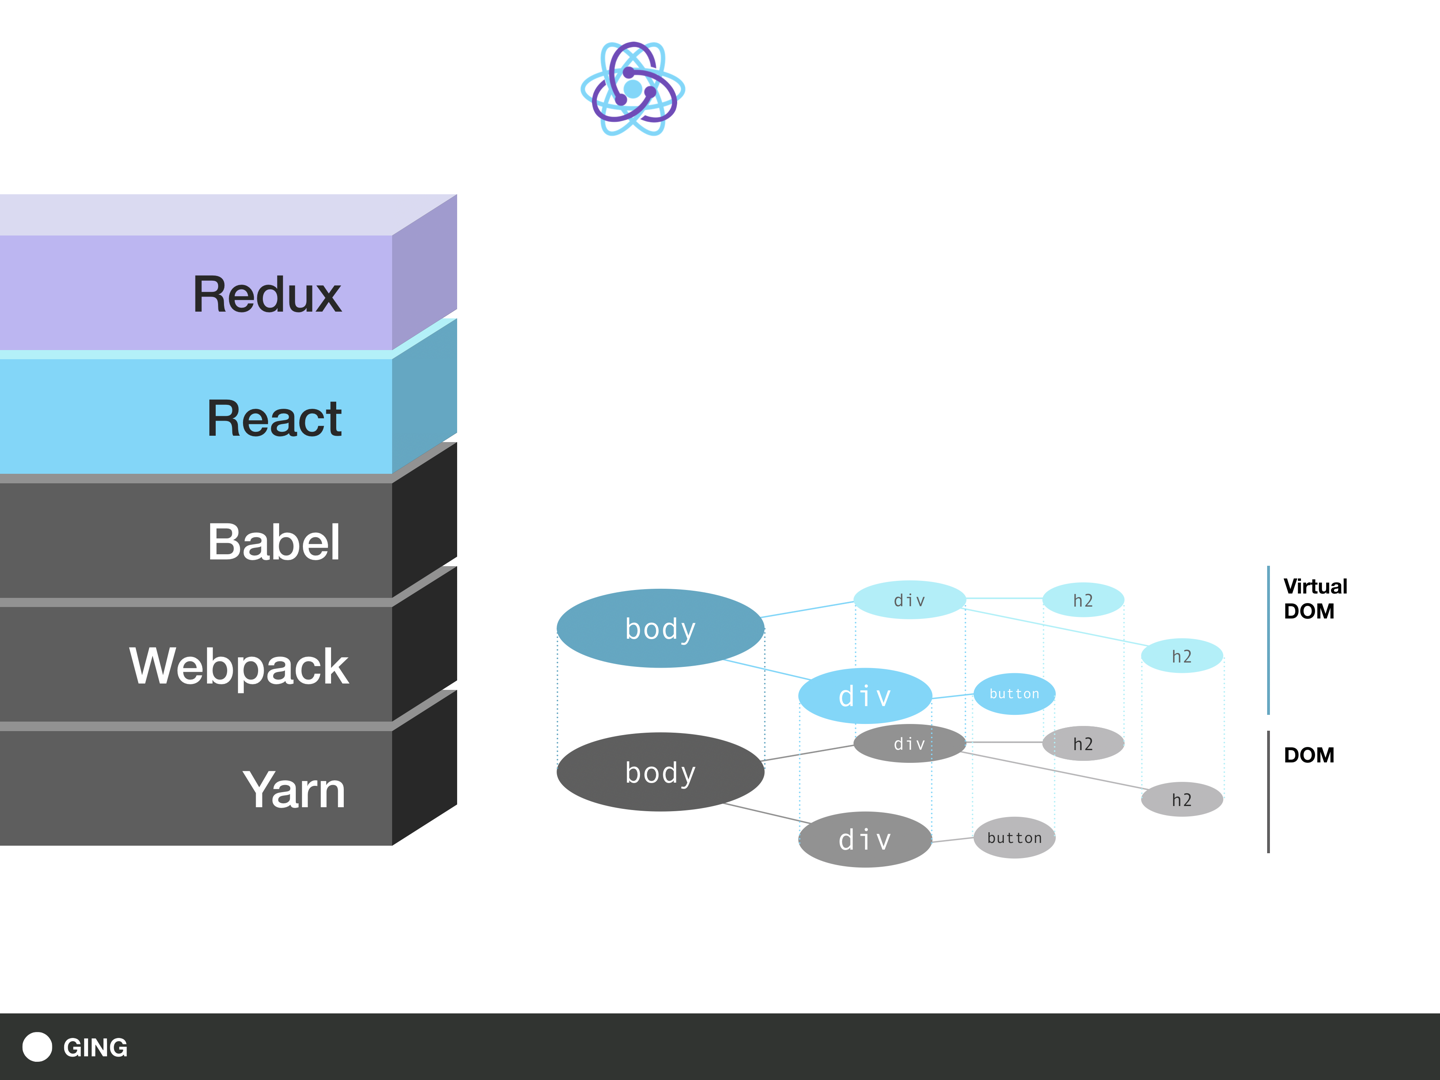 Redux
React
Babel
Webpack
Yarn
body
div
h2
h2
div
button
Virtual
DOM
body
div
h2
h2
div
button
DOM
GING